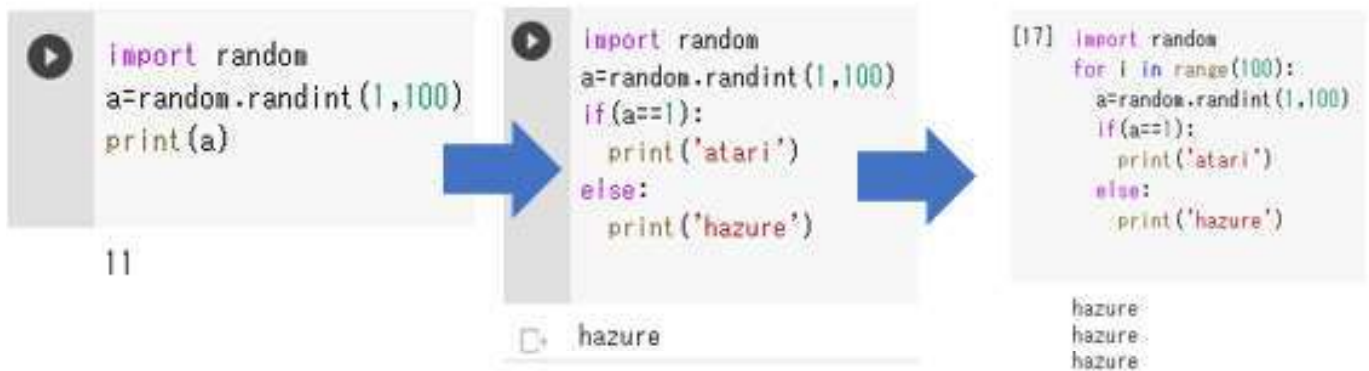 import random
a=random.randint(1,100)
print(a)
11
import random
a=random.randint(1,100)
if(a==1):
  print('atari')
else:
  print('hazure')
hazure
[17]
import random
for i in range(100):
  a=random.randint(1,100)
  if(a==1):
    print('atari')
  else:
    print('hazure')
hazure
hazure
hazure